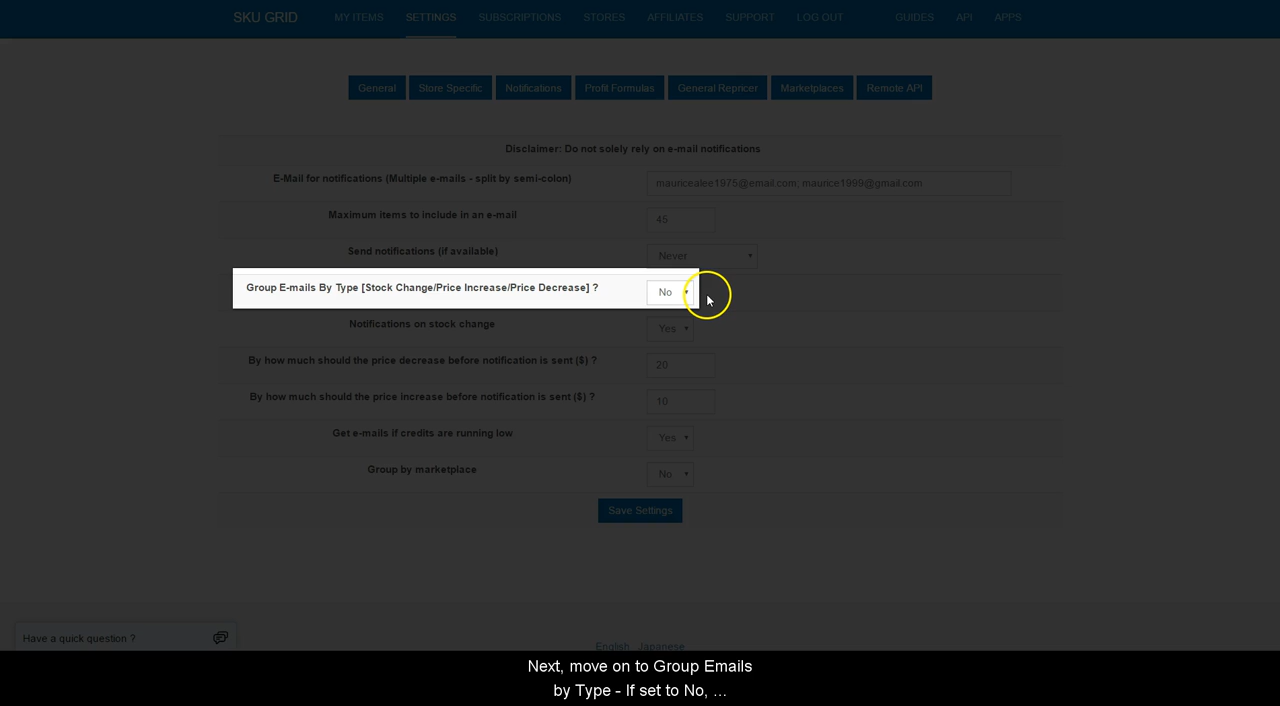 SKU GRID MY ITEMS SETTINGS SUBSCRIPTIONS STORES AFFILIATES SUPPORT LOG OUT GUIDES API APPS
General Store Specific Notifications Profit Formulas General Repricer Marketplaces Remote API
Disclaimer: Do not solely rely on e-mail notifications
E-Mail for notifications (Multiple e-mails - split by semi-colon) mauricealee1975@email.com; maurice1999@gmail.com
Maximum items to include in an e-mail 45
Send notifications (if available) Never
Group E-mails By Type [Stock Change/Price Increase/Price Decrease] ? No
Notifications on stock change Yes
By how much should the price decrease before notification is sent ($) ? 20
By how much should the price increase before notification is sent ($) ? 10
Get e-mails if credits are running low Yes
Group by marketplace No
Save Settings
Have a quick question ?
English Japanese
Next, move on to Group Emails
by Type - If set to No, ...